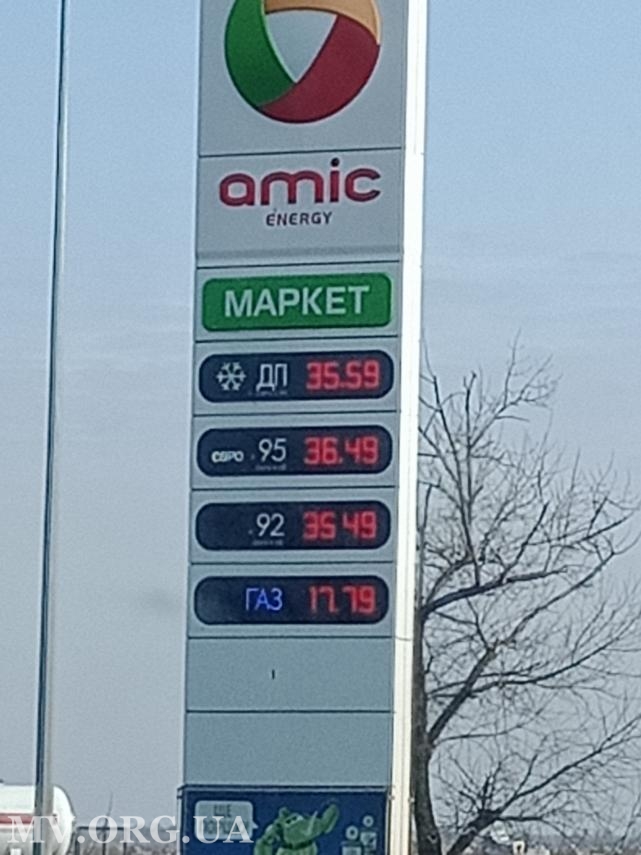 amic
ENERGY
МАРКЕТ
ДП 35.59
ЄВРО 95 36.49
92 35 49
ГАЗ 17.79
MV.ORG.UA